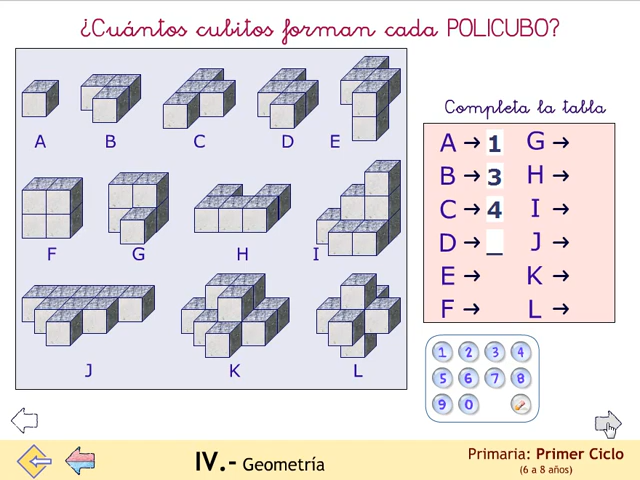 ¿Cuántos cubitos forman cada POLICUBO?
A B C D E
F G H I
J K L
Completa la tabla
A → 1 G →
B → 3 H →
C → 4 I →
D → _ J →
E → K →
F → L →
1 2 3 4
5 6 7 8
9 0
IV.- Geometría
Primaria: Primer Ciclo
(6 a 8 años)